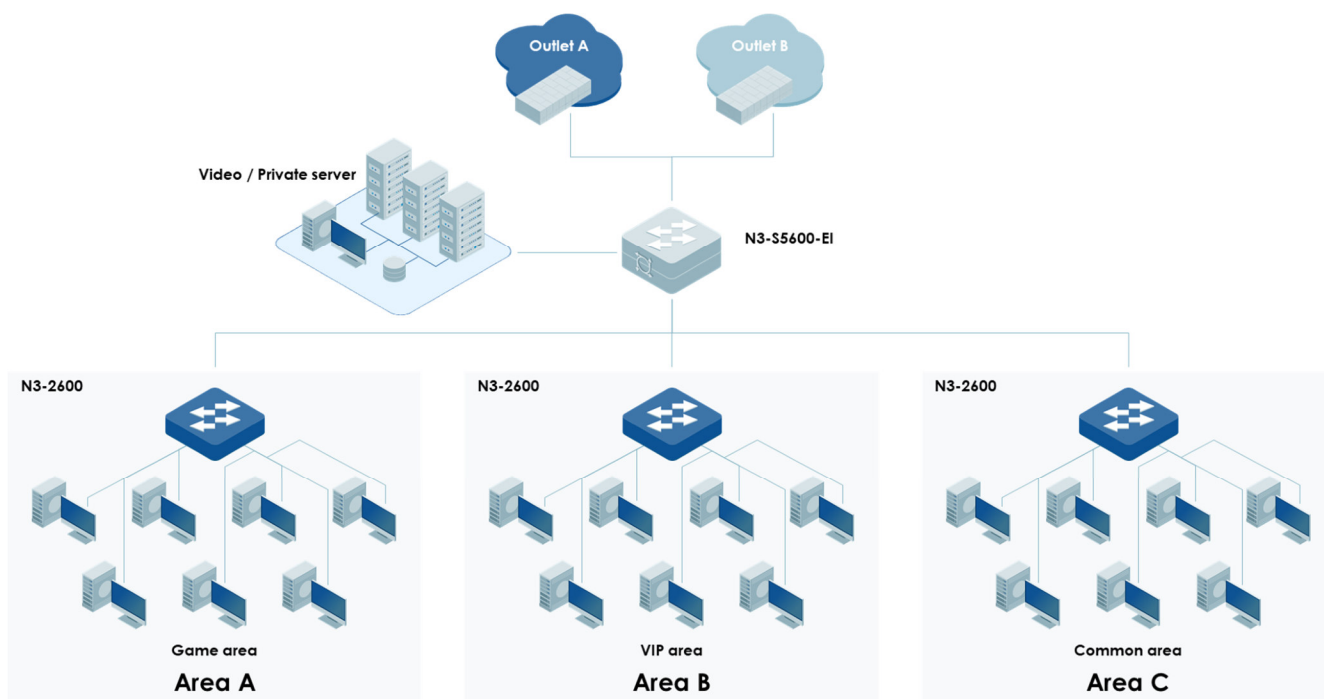 Outlet A
Outlet B
Video / Private server
N3-S5600-EI
N3-2600
N3-2600
N3-2600
Game area
VIP area
Common area
Area A
Area B
Area C